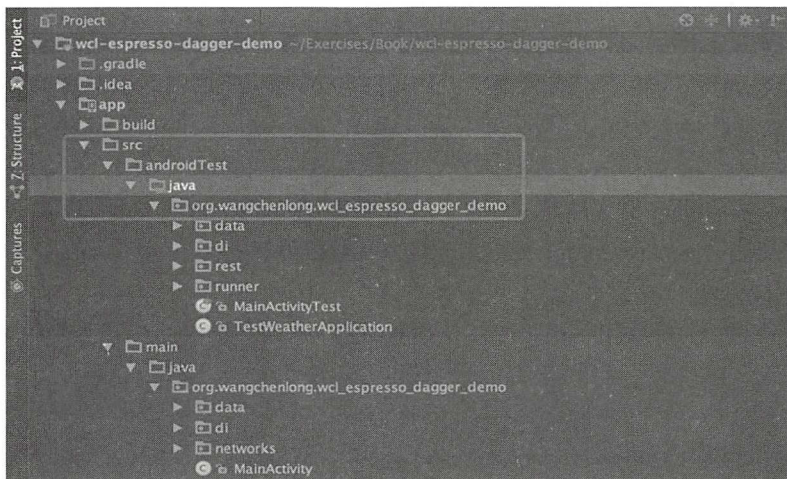 Project
wcl-espresso-dagger-demo ~/Exercises/Book/wcl-espresso-dagger-demo
.gradle
.idea
app
build
src
androidTest
java
org.wangchenlong.wcl_espresso_dagger_demo
data
di
rest
runner
MainActivityTest
TestWeatherApplication
main
java
org.wangchenlong.wcl_espresso_dagger_demo
data
di
networks
MainActivity
1: Project
7: Structure
Captures